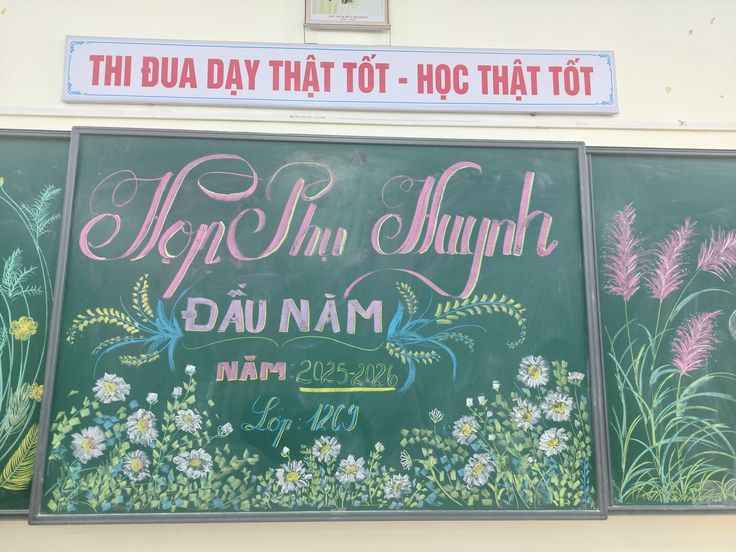 THI ĐUA DẠY THẬT TỐT - HỌC THẬT TỐT
Họp Phụ Huynh
ĐẦU NĂM
NĂM: 2025-2026
Lớp: 12C9